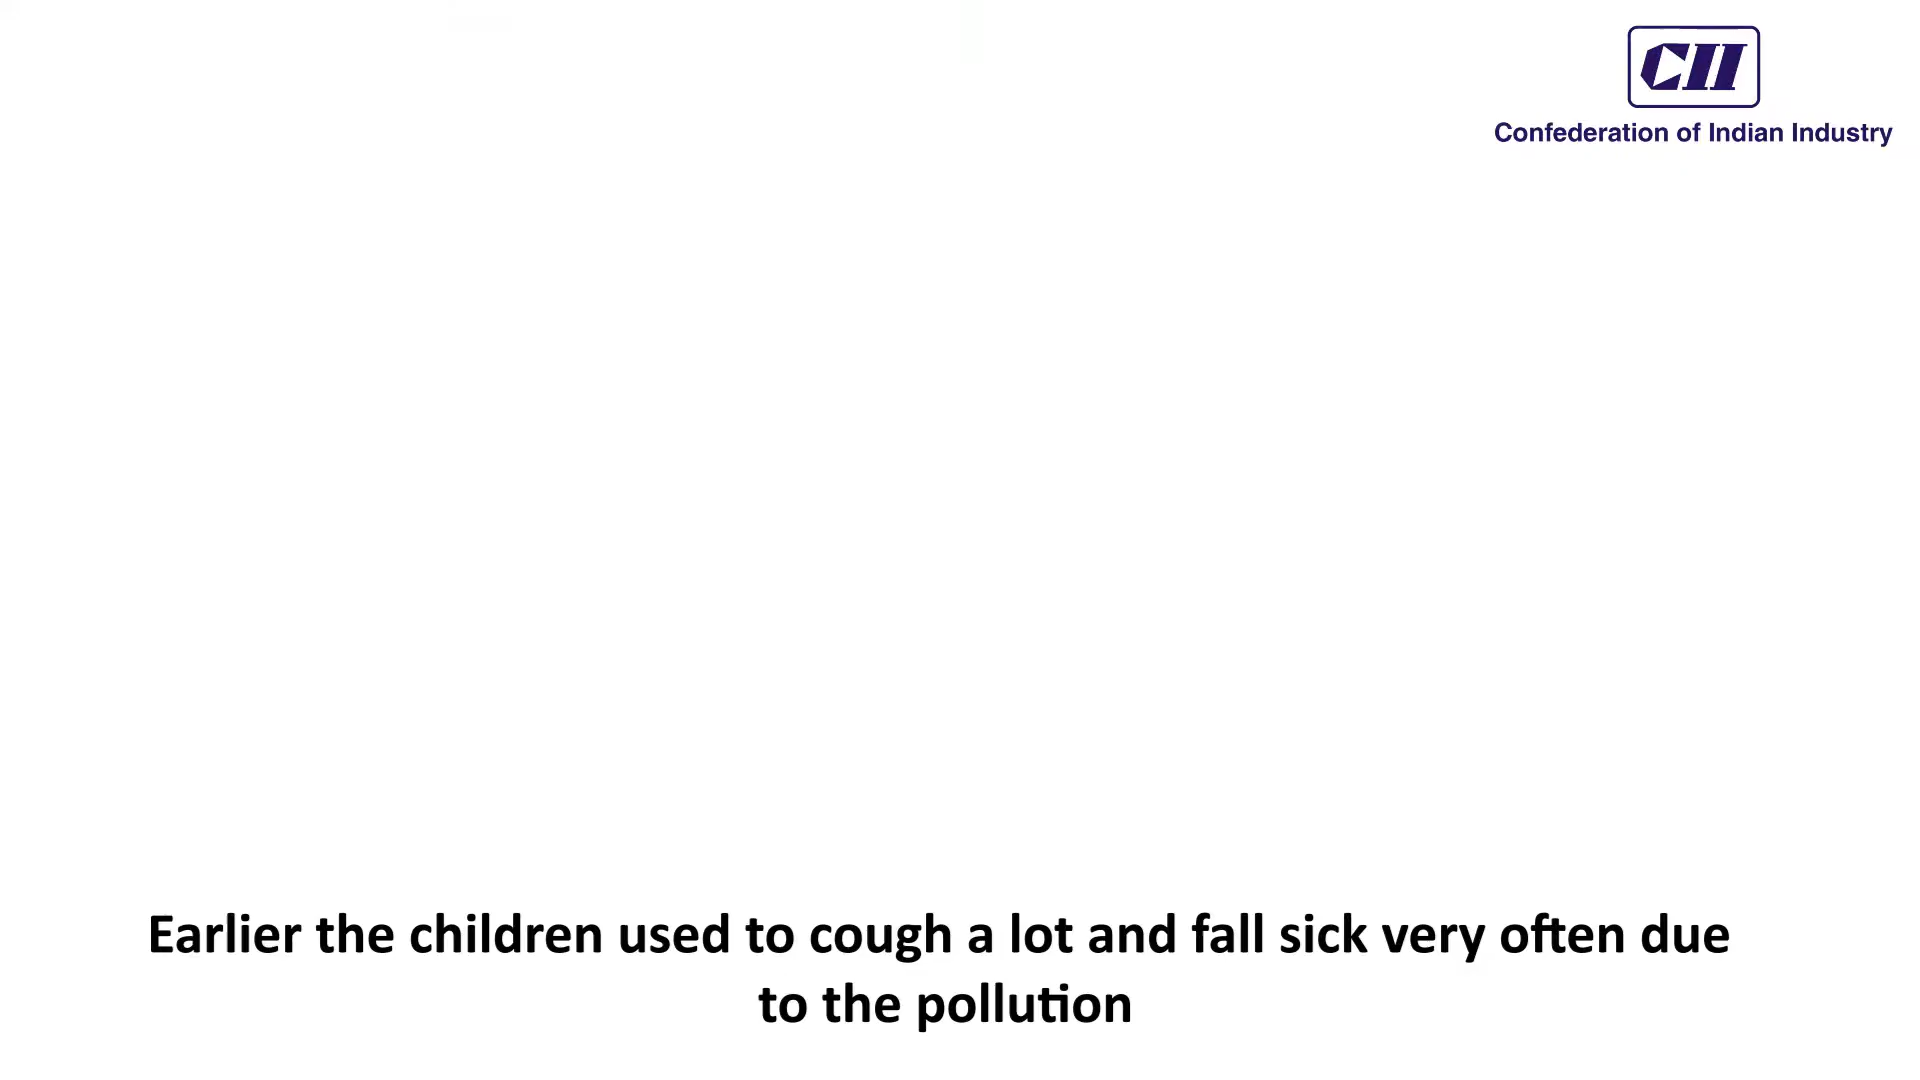 CII
Confederation of Indian Industry
Earlier the children used to cough a lot and fall sick very often due
to the pollution